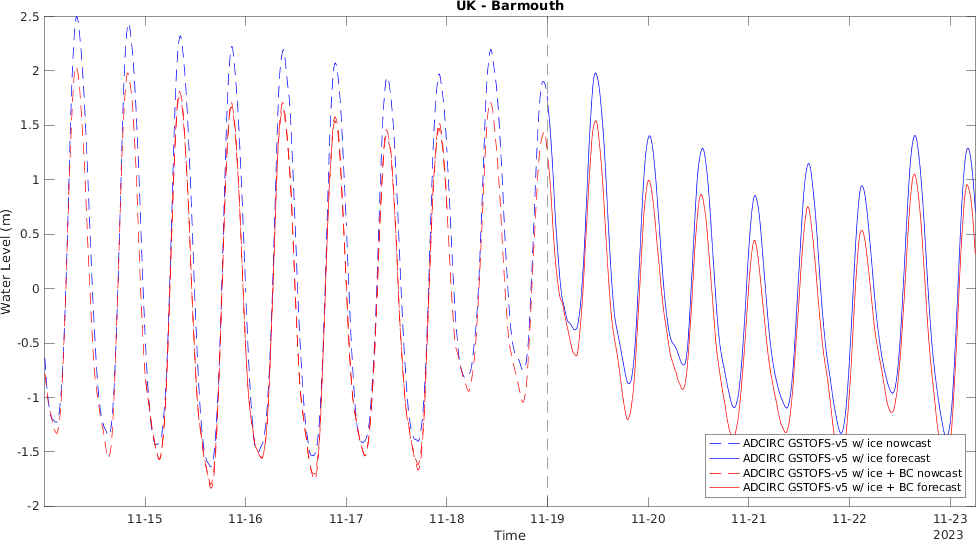 UK - Barmouth
2.5
2
1.5
1
0.5
0
-0.5
-1
-1.5
-2
Water Level (m)
11-15
11-16
11-17
11-18
11-19
11-20
11-21
11-22
11-23
2023
Time
ADCIRC GSTOFS-v5 w/ ice nowcast
ADCIRC GSTOFS-v5 w/ ice forecast
ADCIRC GSTOFS-v5 w/ ice + BC nowcast
ADCIRC GSTOFS-v5 w/ ice + BC forecast